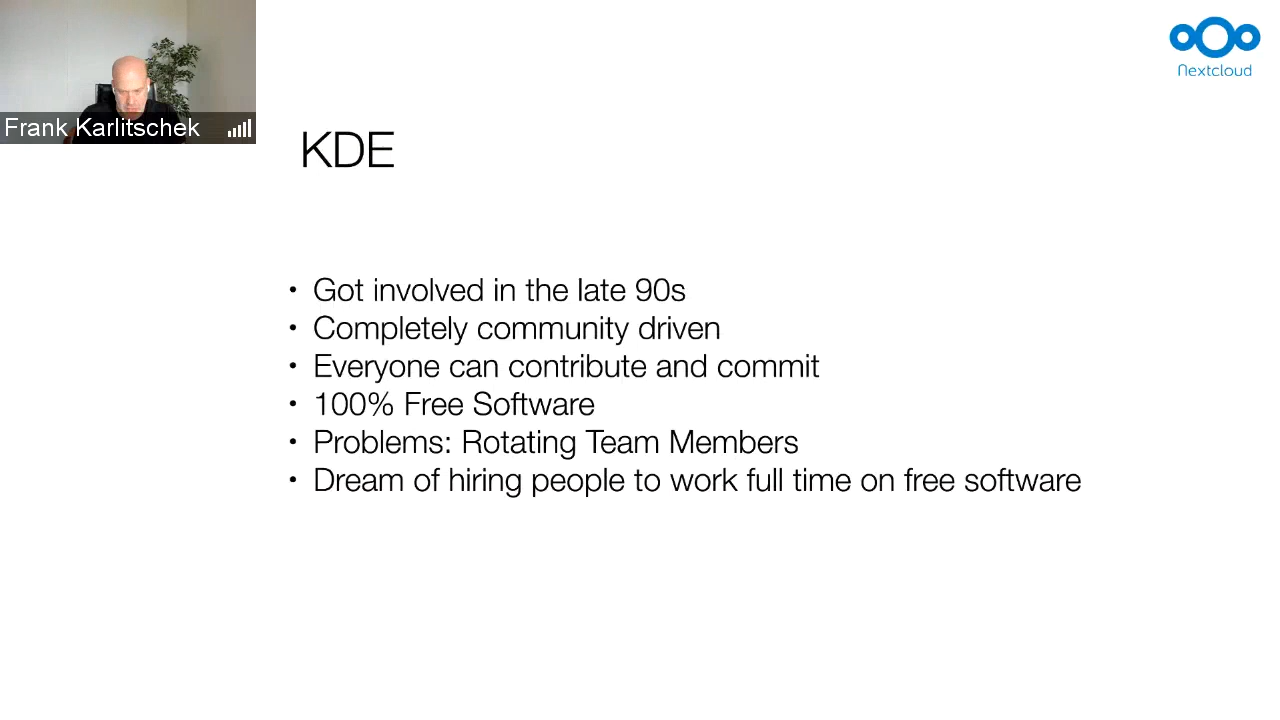 Nextcloud
Frank Karlitschek
KDE
• Got involved in the late 90s
• Completely community driven
• Everyone can contribute and commit
• 100% Free Software
• Problems: Rotating Team Members
• Dream of hiring people to work full time on free software